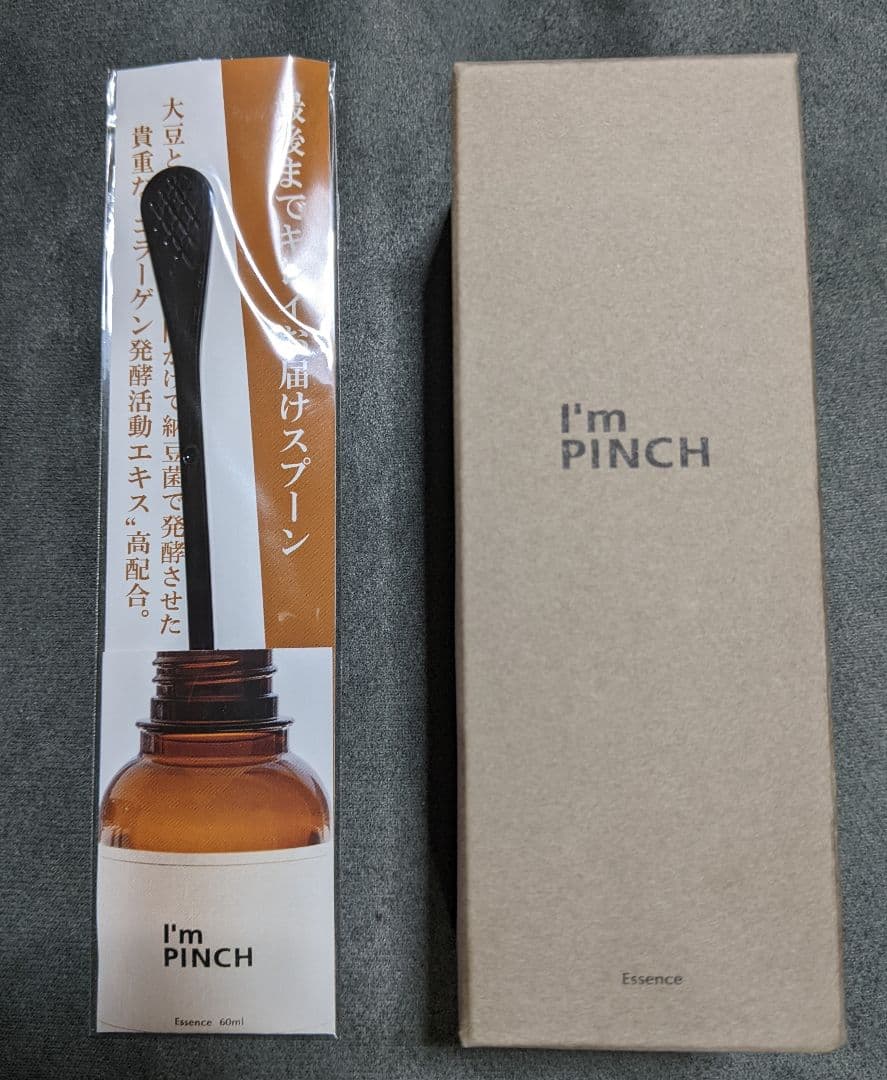 最後までキレイお届けスプーン
大豆と かけて納豆菌で発酵させた
貴重な コラーゲン発酵活動エキス“高配合。
I'm
PINCH
Essence 60ml
I'm
PINCH
Essence